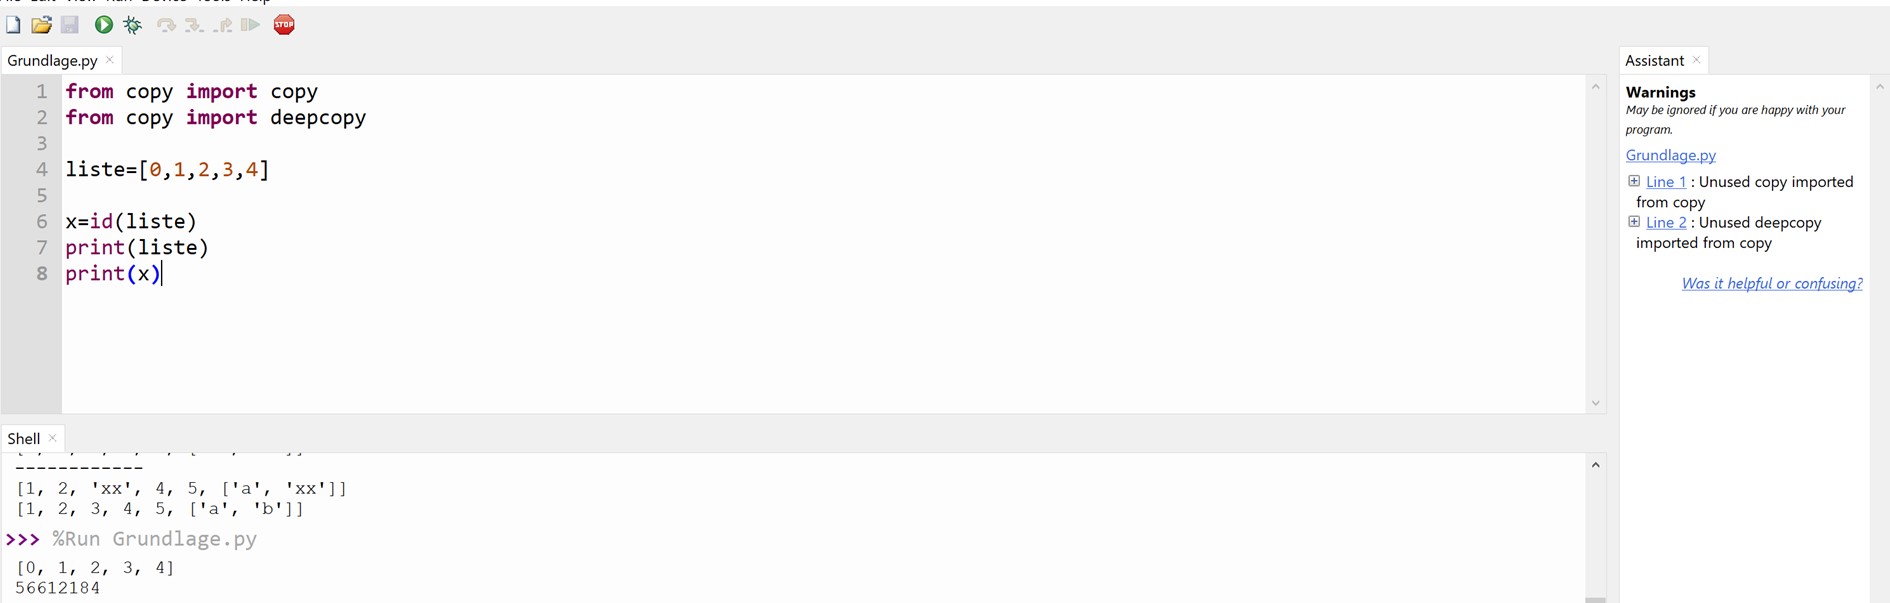 STOP
Grundlage.py
1 from copy import copy
2 from copy import deepcopy
3
4 liste=[0,1,2,3,4]
5
6 x=id(liste)
7 print(liste)
8 print(x)
Shell
------------
[1, 2, 'xx', 4, 5, ['a', 'xx']]
[1, 2, 3, 4, 5, ['a', 'b']]
>>> %Run Grundlage.py
[0, 1, 2, 3, 4]
56612184
Assistant
Warnings
May be ignored if you are happy with your
program.
Grundlage.py
Line 1 : Unused copy imported
from copy
Line 2 : Unused deepcopy
imported from copy
Was it helpful or confusing?